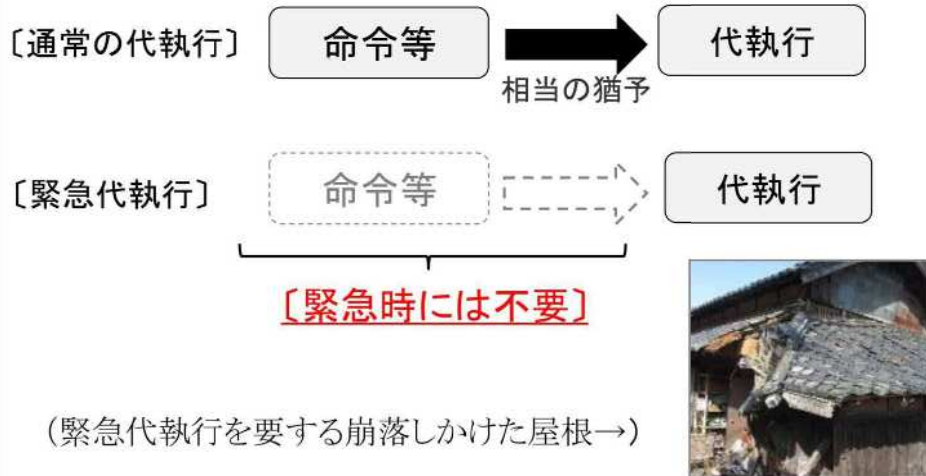 〔通常の代執行〕 命令等 代執行
相当の猶予
〔緊急代執行〕 命令等 代執行
〔緊急時には不要〕
（緊急代執行を要する崩落しかけた屋根→）